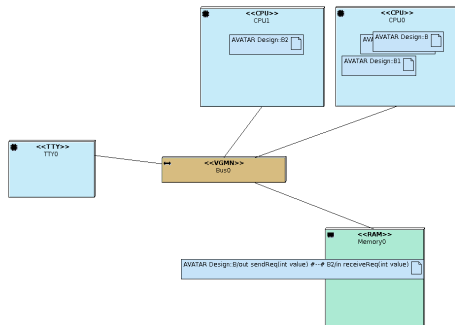 <<CPU>>
CPU1
AVATAR Design::B2
<<CPU>>
CPU0
AVATAR Design::B
AVATAR Design::B1
<<TTY>>
TTY0
<<VGMN>>
Bus0
<<RAM>>
Memory0
AVATAR Design::B/out sendReq(int value) #--# B2/in receiveReq(int value)